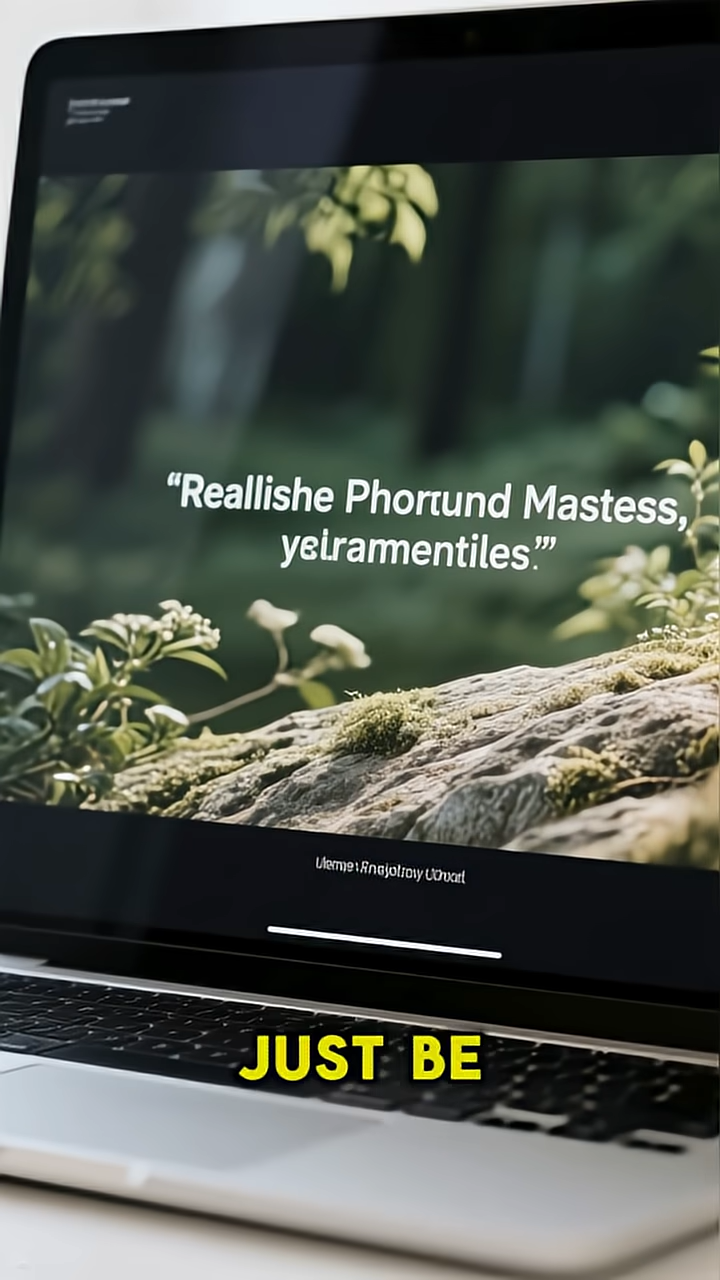 “Reallishe Phortund Mastess,
yeiramentiles.’”
JUST BE